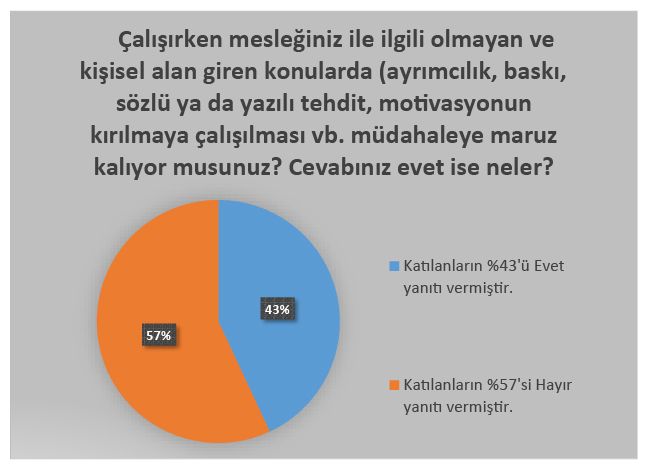 Çalışırken mesleğiniz ile ilgili olmayan ve
kişisel alan giren konularda (ayrımcılık, baskı,
sözlü ya da yazılı tehdit, motivasyonun
kırılmaya çalışılması vb. müdahaleye maruz
kalıyor musunuz? Cevabınız evet ise neler?
43%
57%
Katılanların %43'ü Evet
yanıtı vermiştir.
Katılanların %57'si Hayır
yanıtı vermiştir.